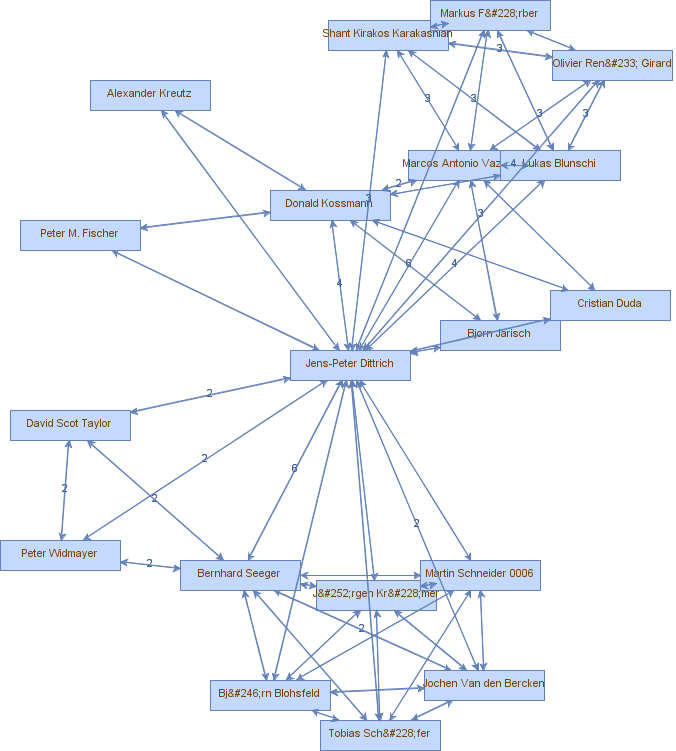 Markus F&#228;rber
Shant Kirakos Karakashian
3
Olivier Ren&#233; Girard
Alexander Kreutz
3
3
3
Marcos Antonio Vaz
4
Lukas Blunschi
2
3
Donald Kossmann
3
Peter M. Fischer
6
4
4
Cristian Duda
Bjorn Jarisch
Jens-Peter Dittrich
2
David Scot Taylor
2
6
2
2
2
Peter Widmayer
2
Bernhard Seeger
Martin Schneider 0006
J&#252;rgen Kr&#228;mer
2
Jochen Van den Bercken
Bj&#246;rn Blohsfeld
Tobias Sch&#228;fer